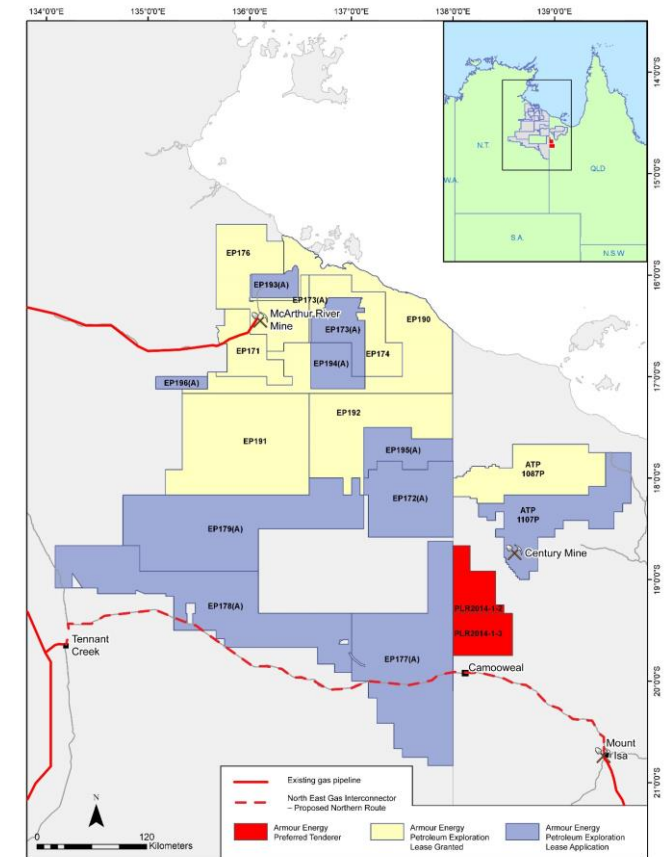 134°0'0"E 135°0'0"E 136°0'0"E 137°0'0"E 138°0'0"E 139°0'0"E
14°0'0"S
15°0'0"S
16°0'0"S
17°0'0"S
18°0'0"S
19°0'0"S
20°0'0"S
21°0'0"S
N.T.
QLD
W.A.
S.A.
N.S.W
EP176
EP193(A)
EP173(A)
McArthur River
Mine
EP173(A)
EP190
EP171
EP174
EP194(A)
EP196(A)
EP192
EP191
EP195(A)
ATP
1087P
EP172(A)
ATP
1107P
EP179(A)
Century Mine
EP178(A)
PLR2014-1-2
PLR2014-1-3
Tennant
Creek
EP177(A)
Camooweal
Mount
Isa
Existing gas pipeline
North East Gas Interconnector
– Proposed Northern Route
Armour Energy
Preferred Tenderer
Armour Energy
Petroleum Exploration
Lease Granted
Armour Energy
Petroleum Exploration
Lease Application
N
0 120
Kilometers